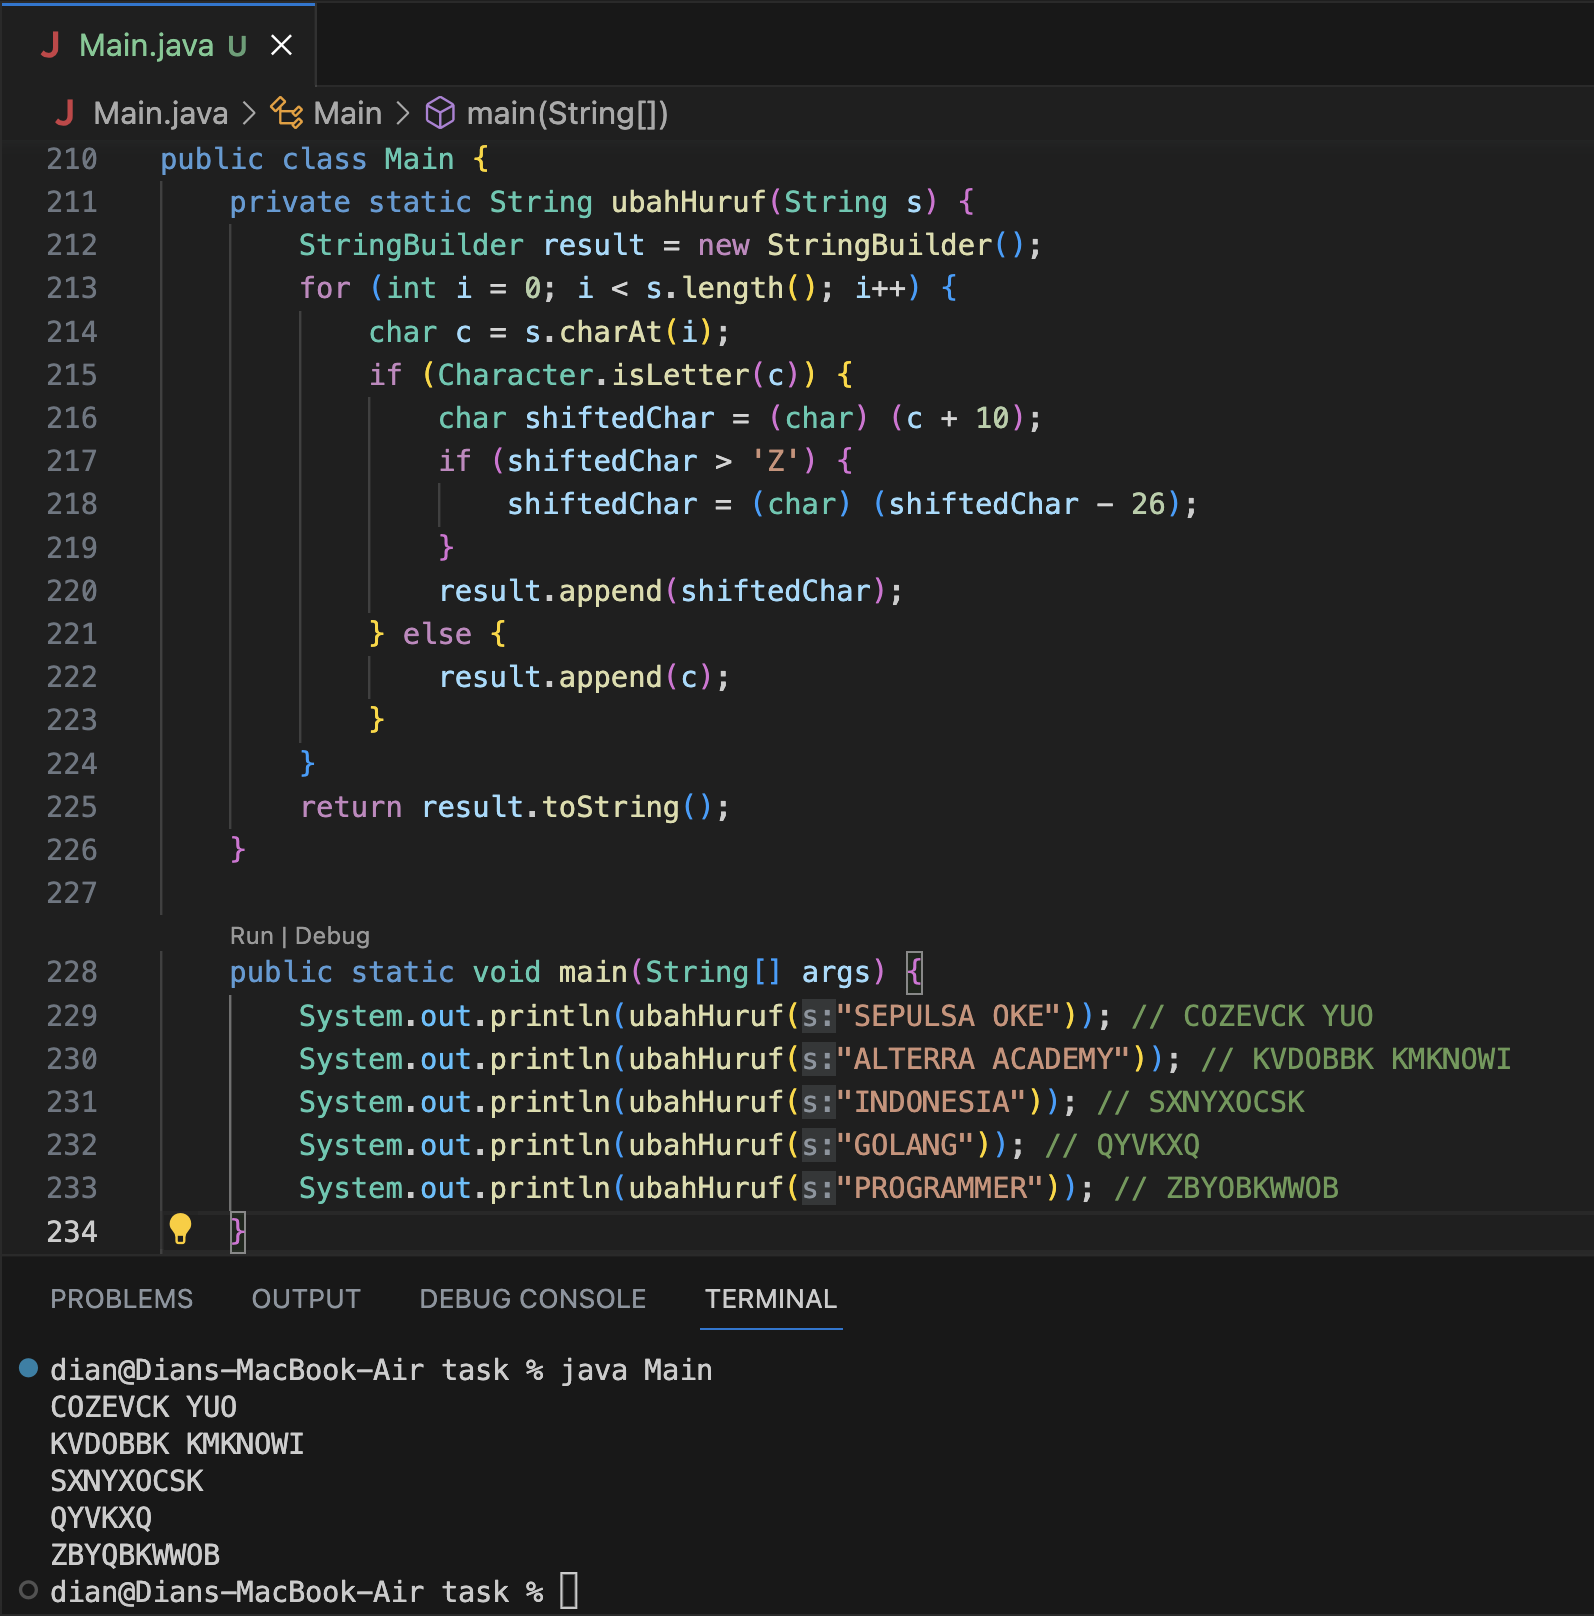 Main.java U
Main.java > Main > main(String[])
210 public class Main {
211 private static String ubahHuruf(String s) {
212 StringBuilder result = new StringBuilder();
213 for (int i = 0; i < s.length(); i++) {
214 char c = s.charAt(i);
215 if (Character.isLetter(c)) {
216 char shiftedChar = (char) (c + 10);
217 if (shiftedChar > 'Z') {
218 shiftedChar = (char) (shiftedChar - 26);
219 }
220 result.append(shiftedChar);
221 } else {
222 result.append(c);
223 }
224 }
225 return result.toString();
226 }
227
Run | Debug
228 public static void main(String[] args) {
229 System.out.println(ubahHuruf(s:"SEPULSA OKE")); // COZEVCK YUO
230 System.out.println(ubahHuruf(s:"ALTERRA ACADEMY")); // KVDOBBK KMKNOWI
231 System.out.println(ubahHuruf(s:"INDONESIA")); // SXNYXOCSK
232 System.out.println(ubahHuruf(s:"GOLANG")); // QYVKXQ
233 System.out.println(ubahHuruf(s:"PROGRAMMER")); // ZBYOBKWWOB
234 }
PROBLEMS OUTPUT DEBUG CONSOLE TERMINAL
dian@Dians-MacBook-Air task % java Main
COZEVCK YUO
KVDOBBK KMKNOWI
SXNYXOCSK
QYVKXQ
ZBYQBKWWOB
dian@Dians-MacBook-Air task %